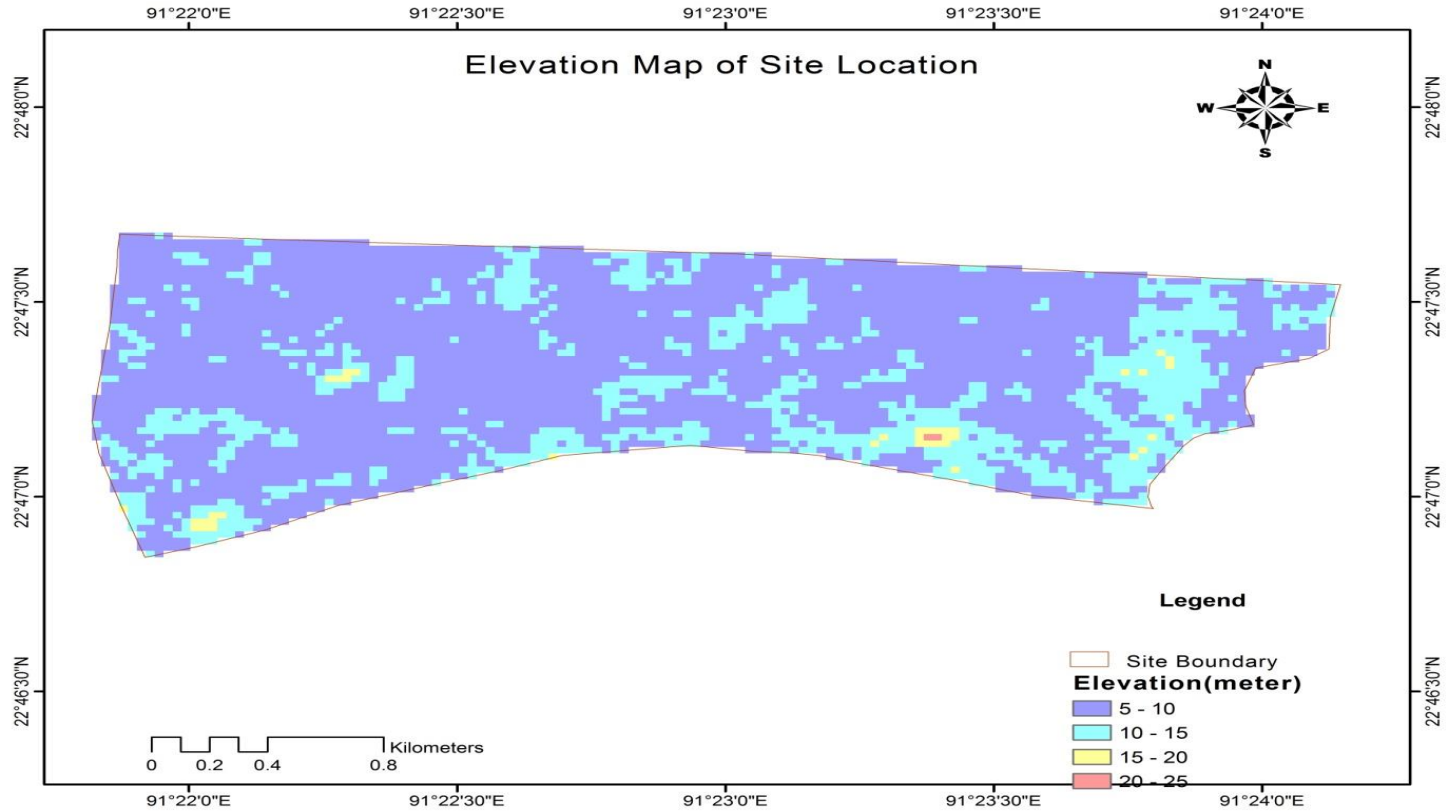 91°22'0"E 91°22'30"E 91°23'0"E 91°23'30"E 91°24'0"E
Elevation Map of Site Location
N
W E
S
22°48'0"N 22°48'0"N
22°47'30"N 22°47'30"N
22°47'0"N 22°47'0"N
22°46'30"N 22°46'30"N
Legend
Site Boundary
Elevation(meter)
5 - 10
10 - 15
15 - 20
20 - 25
Kilometers
0 0.2 0.4 0.8
91°22'0"E 91°22'30"E 91°23'0"E 91°23'30"E 91°24'0"E